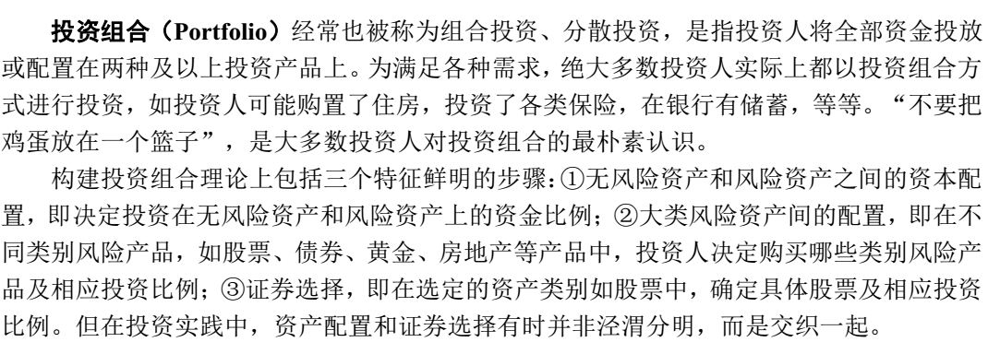 投资组合（Portfolio）经常也被称为组合投资、分散投资，是指投资人将全部资金投放
或配置在两种及以上投资产品上。为满足各种需求，绝大多数投资人实际上都以投资组合方
式进行投资，如投资人可能购置了住房，投资了各类保险，在银行有储蓄，等等。“不要把
鸡蛋放在一个篮子”，是大多数投资人对投资组合的最朴素认识。
构建投资组合理论上包括三个特征鲜明的步骤：①无风险资产和风险资产之间的资本配
置，即决定投资在无风险资产和风险资产上的资金比例；②大类风险资产间的配置，即在不
同类别风险产品，如股票、债券、黄金、房地产等产品中，投资人决定购买哪些类别风险产
品及相应投资比例；③证券选择，即在选定的资产类别如股票中，确定具体股票及相应投资
比例。但在投资实践中，资产配置和证券选择有时并非泾渭分明，而是交织一起。